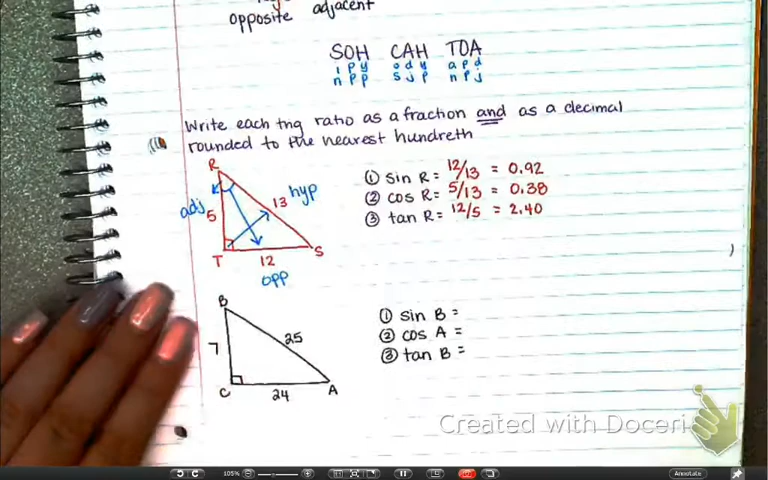 opposite adjacent
SOH CAH TOA
i p y o d y a p d
n p p s j p n p j
Write each trig ratio as a fraction and as a decimal
rounded to the nearest hundreth
R
adj 5 13 hyp
T 12 S
opp
① sin R = 12/13 = 0.92
② cos R = 5/13 = 0.38
③ tan R = 12/5 = 2.40
B
7 25
C 24 A
① sin B =
② cos A =
③ tan B =
Created with Doceri
105%
Annotate